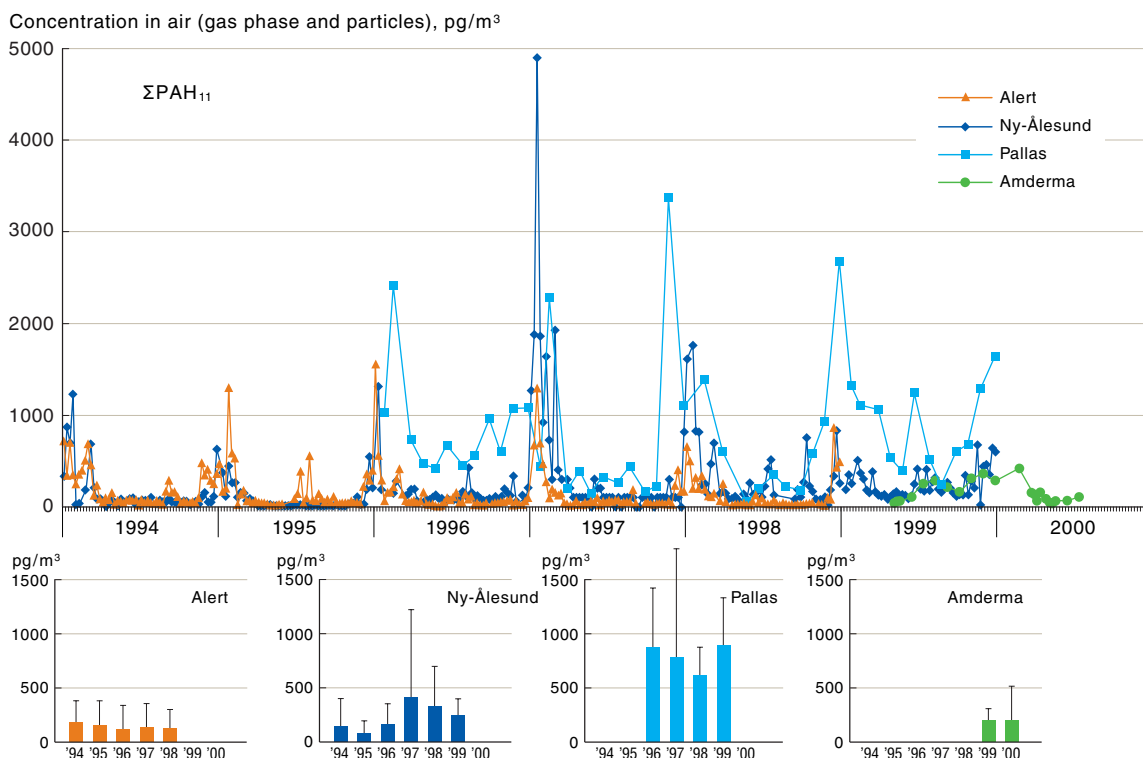 Concentration in air (gas phase and particles), pg/m³
5000
ΣPAH₁₁
Alert
Ny-Ålesund
Pallas
Amderma
4000
3000
2000
1000
0
1994 1995 1996 1997 1998 1999 2000
pg/m³ pg/m³ pg/m³ pg/m³
1500 Alert 1500 Ny-Ålesund 1500 Pallas 1500 Amderma
1000 1000 1000 1000
500 500 500 500
0 0 0 0
'94 '95 '96 '97 '98 '99 '00 '94 '95 '96 '97 '98 '99 '00 '94 '95 '96 '97 '98 '99 '00 '94 '95 '96 '97 '98 '99 '00